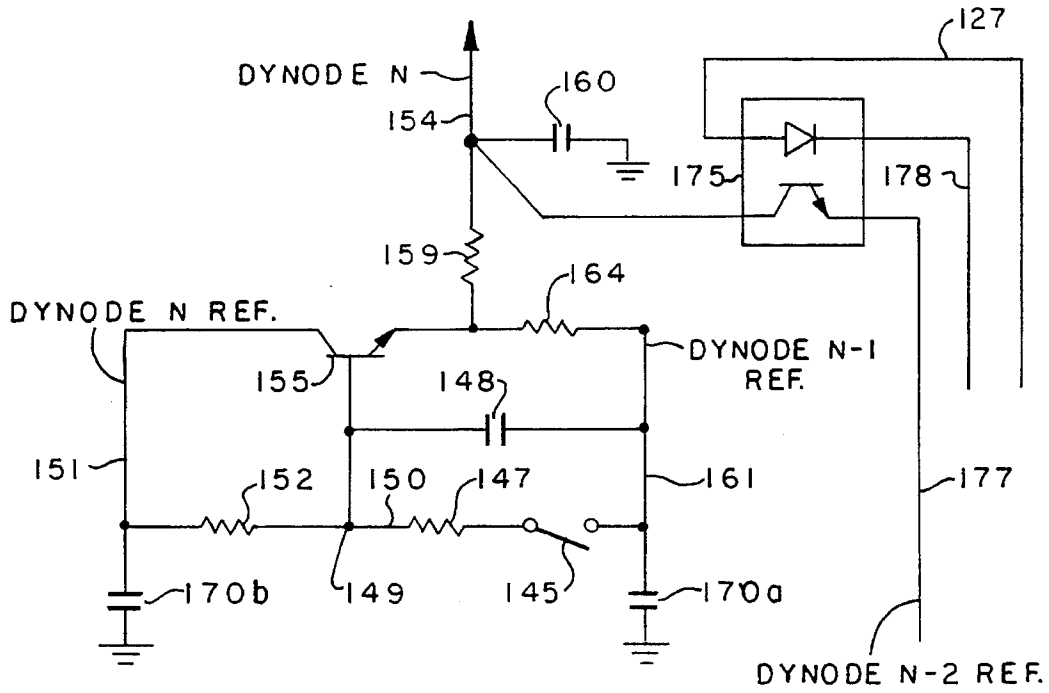 127
DYNODE N
160
154
175
178
159
164
DYNODE N REF.
DYNODE N-1
REF.
155
148
151
152
150
147
161
177
170b
149
145
170a
DYNODE N-2 REF.